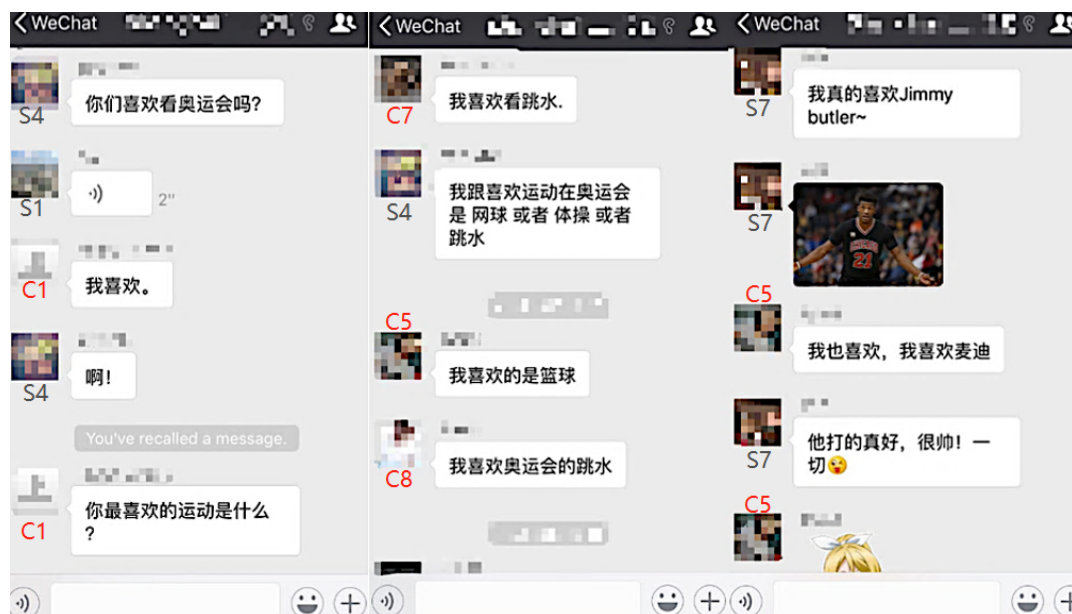 WeChat
S4
你们喜欢看奥运会吗?
S1
2"
C1
我喜欢。
S4
啊!
You've recalled a message.
C1
你最喜欢的运动是什么
?
WeChat
C7
我喜欢看跳水.
S4
我跟喜欢运动在奥运会
是 网球 或者 体操 或者
跳水
C5
我喜欢的是篮球
C8
我喜欢奥运会的跳水
WeChat
S7
我真的喜欢Jimmy
butler~
S7
21
C5
我也喜欢，我喜欢麦迪
S7
他打的真好，很帅！一
切
C5